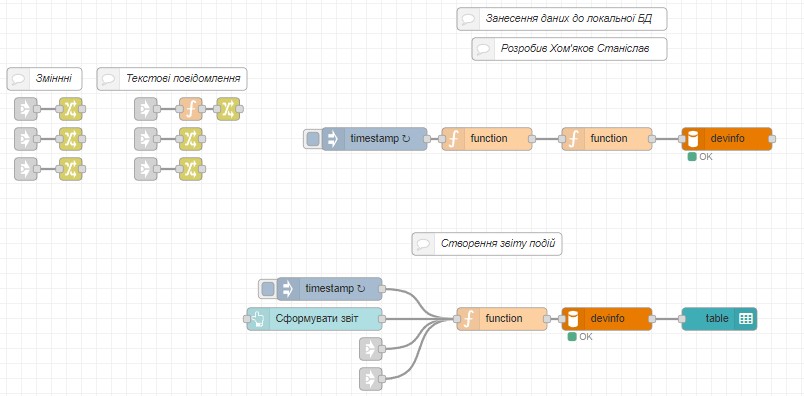 Занесення даних до локальної БД
Розробив Хом'яков Станіслав
Зміннні
Текстові повідомлення
timestamp ↻
function
function
devinfo
OK
Створення звіту подій
timestamp ↻
Сформувати звіт
function
devinfo
table
OK